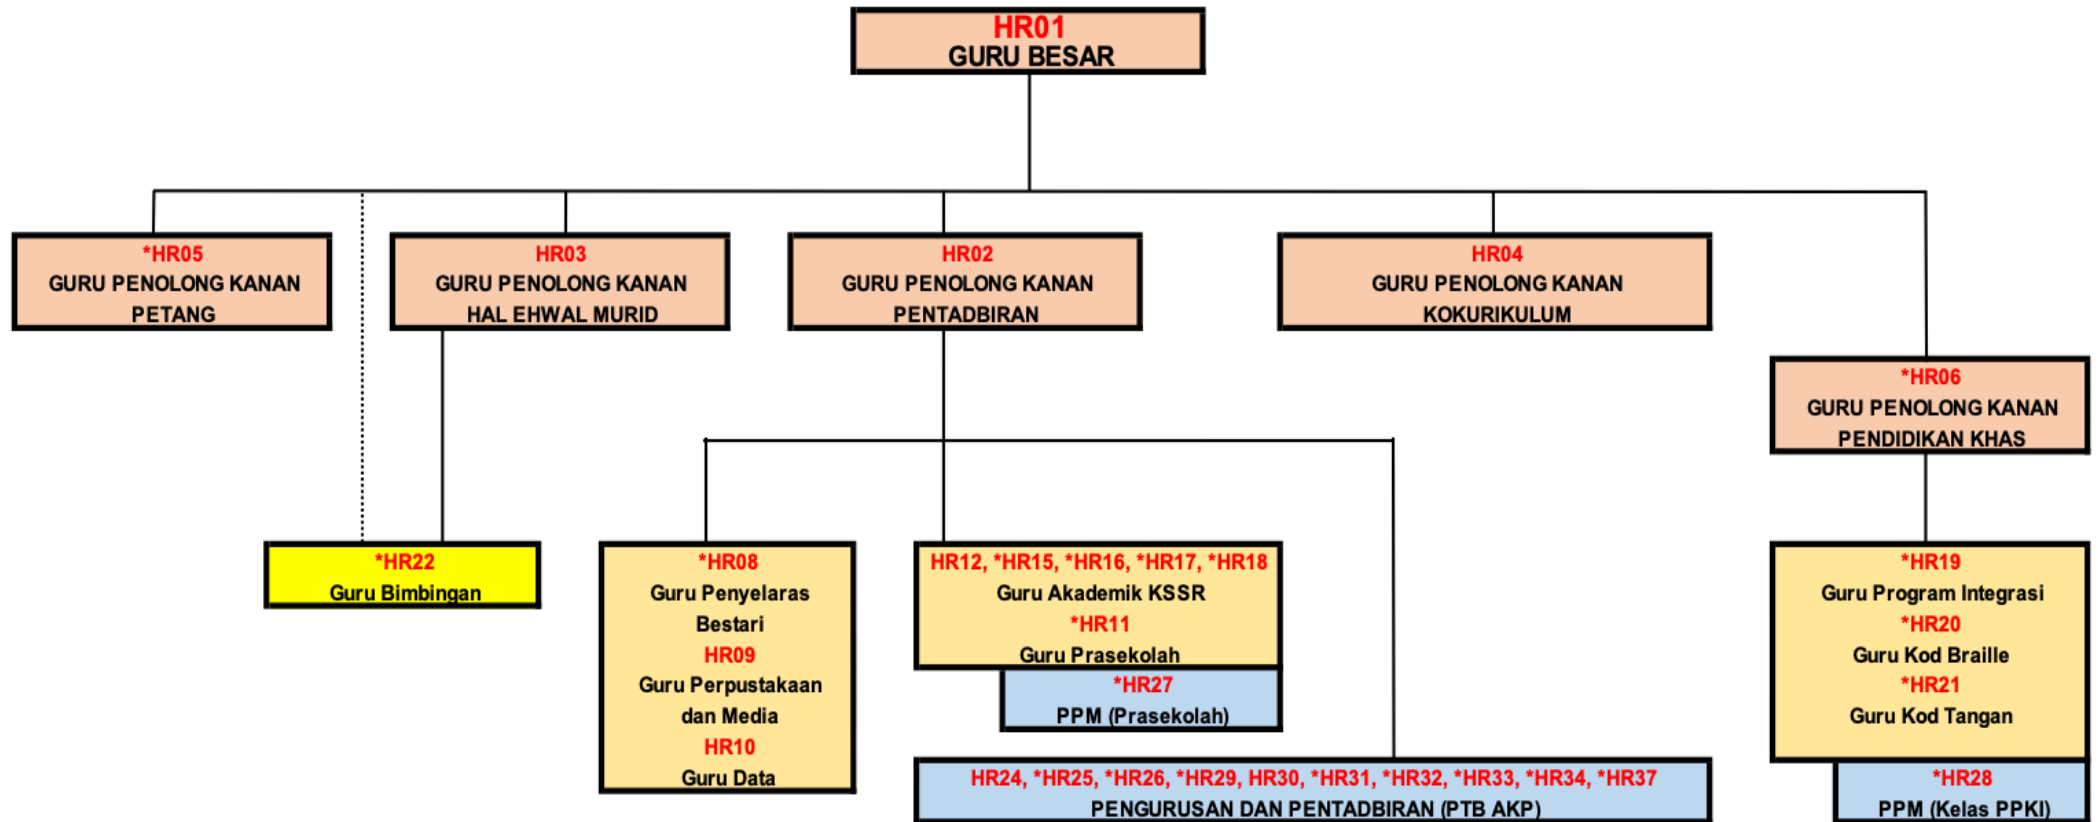 HR01
GURU BESAR
*HR05
GURU PENOLONG KANAN
PETANG
HR03
GURU PENOLONG KANAN
HAL EHWAL MURID
HR02
GURU PENOLONG KANAN
PENTADBIRAN
HR04
GURU PENOLONG KANAN
KOKURIKULUM
*HR06
GURU PENOLONG KANAN
PENDIDIKAN KHAS
*HR22
Guru Bimbingan
*HR08
Guru Penyelaras
Bestari
HR09
Guru Perpustakaan
dan Media
HR10
Guru Data
HR12, *HR15, *HR16, *HR17, *HR18
Guru Akademik KSSR
*HR11
Guru Prasekolah
*HR27
PPM (Prasekolah)
HR24, *HR25, *HR26, *HR29, HR30, *HR31, *HR32, *HR33, *HR34, *HR37
PENGURUSAN DAN PENTADBIRAN (PTB AKP)
*HR19
Guru Program Integrasi
*HR20
Guru Kod Braille
*HR21
Guru Kod Tangan
*HR28
PPM (Kelas PPKI)